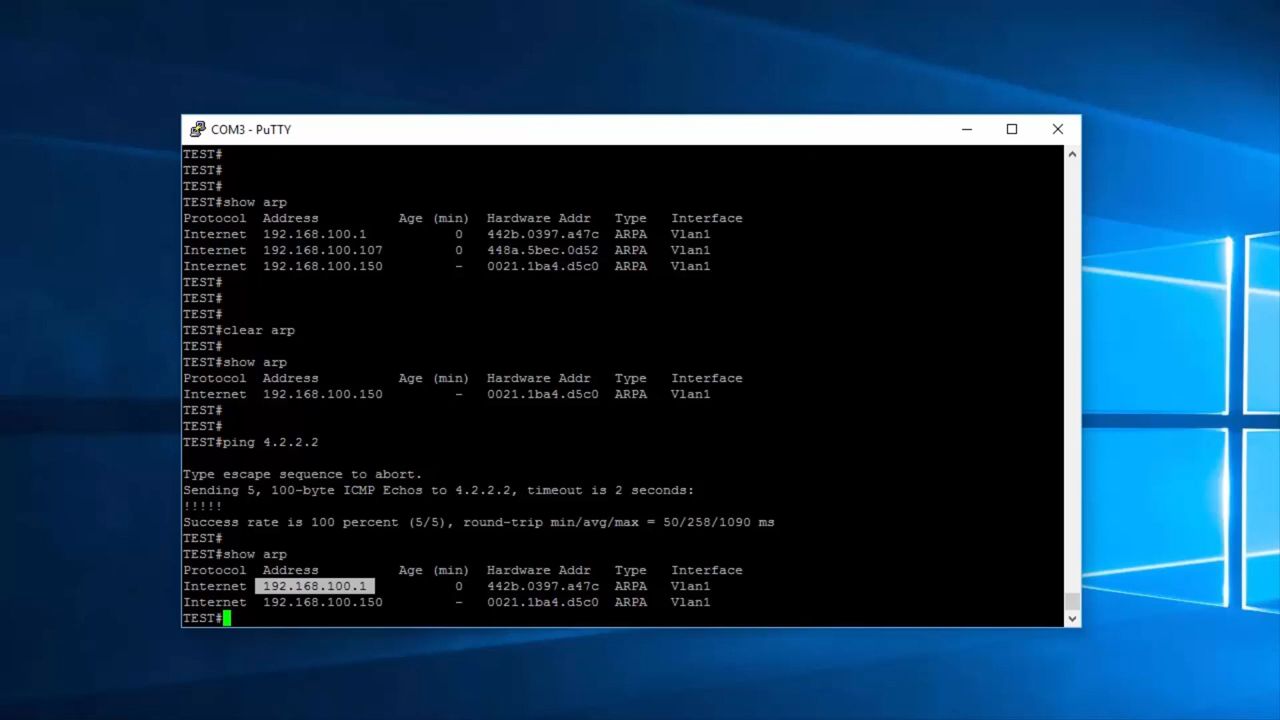 COM3 - PuTTY
TEST#
TEST#
TEST#
TEST#show arp
Protocol  Address          Age (min)  Hardware Addr   Type   Interface
Internet  192.168.100.1           0   442b.0397.a47c  ARPA   Vlan1
Internet  192.168.100.107         0   448a.5bec.0d52  ARPA   Vlan1
Internet  192.168.100.150         -   0021.1ba4.d5c0  ARPA   Vlan1
TEST#
TEST#
TEST#
TEST#clear arp
TEST#
TEST#show arp
Protocol  Address          Age (min)  Hardware Addr   Type   Interface
Internet  192.168.100.150         -   0021.1ba4.d5c0  ARPA   Vlan1
TEST#
TEST#
TEST#ping 4.2.2.2
Type escape sequence to abort.
Sending 5, 100-byte ICMP Echos to 4.2.2.2, timeout is 2 seconds:
!!!!!
Success rate is 100 percent (5/5), round-trip min/avg/max = 50/258/1090 ms
TEST#
TEST#show arp
Protocol  Address          Age (min)  Hardware Addr   Type   Interface
Internet  192.168.100.1           0   442b.0397.a47c  ARPA   Vlan1
Internet  192.168.100.150         -   0021.1ba4.d5c0  ARPA   Vlan1
TEST#